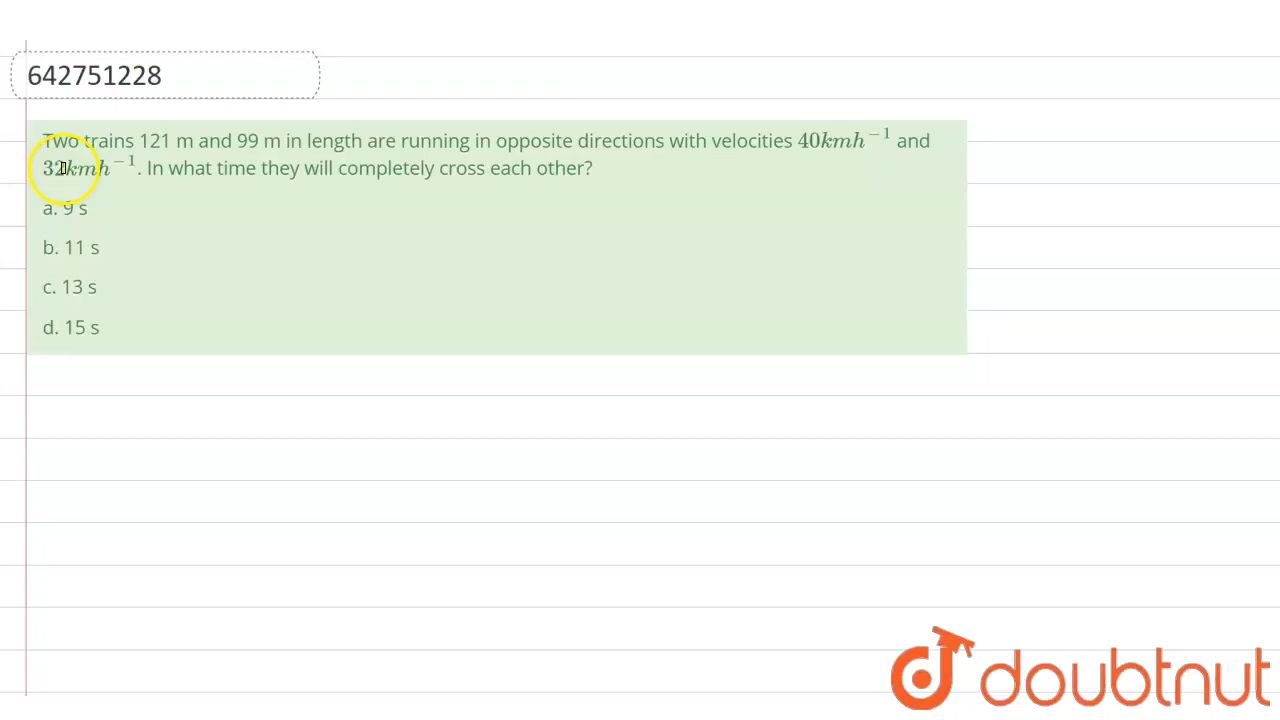 642751228
Two trains 121 m and 99 m in length are running in opposite directions with velocities 40kmh⁻¹ and
32kmh⁻¹. In what time they will completely cross each other?
a. 9 s
b. 11 s
c. 13 s
d. 15 s
doubtnut